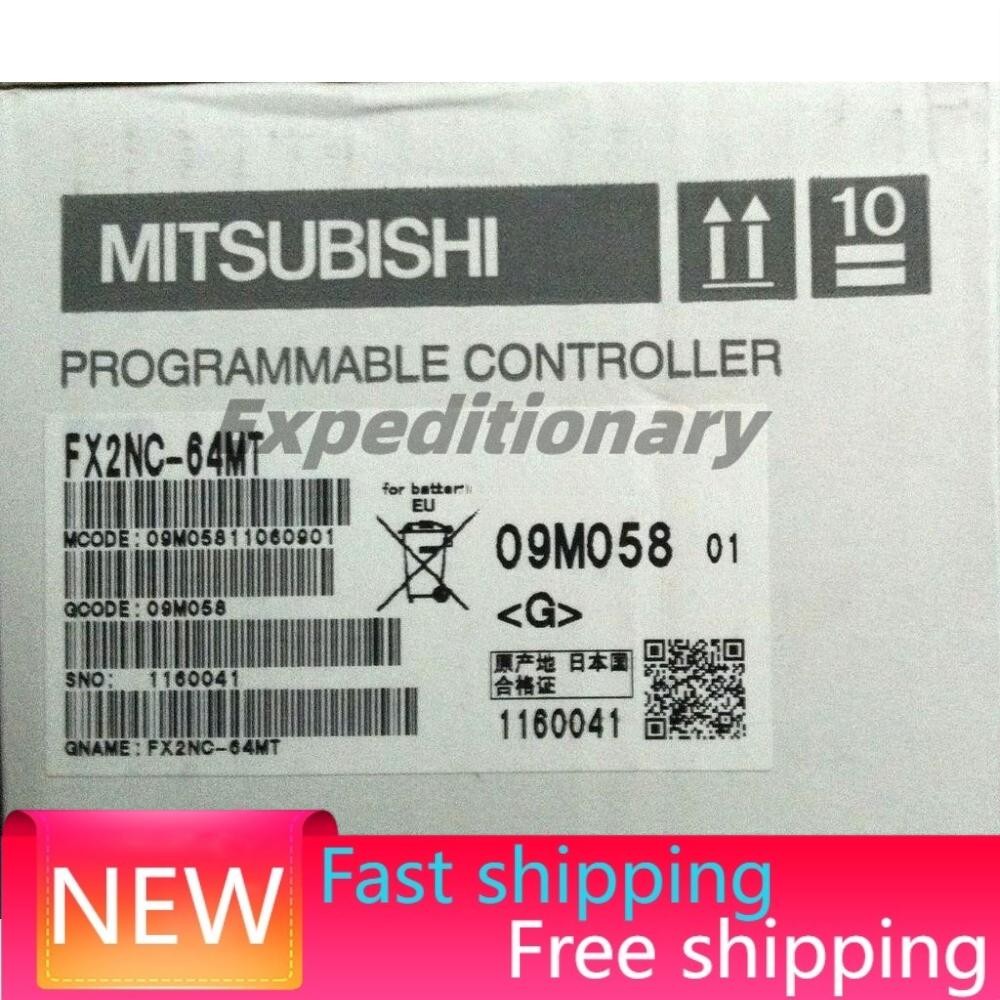 MITSUBISHI
10
PROGRAMMABLE CONTROLLER
Expeditionary
FX2NC-64MT
MCODE: 09M05811060901
GCODE: 09M058
SNO: 1160041
GNAME: FX2NC-64MT
for battery
EU
09M058 01
<G>
原产地 日本国
合格证
1160041
NEW
Fast shipping
Free shipping